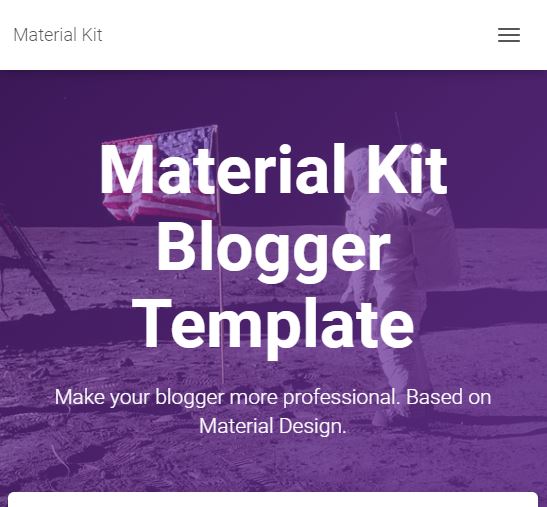 Material Kit
Material Kit
Blogger
Template
Make your blogger more professional. Based on
Material Design.